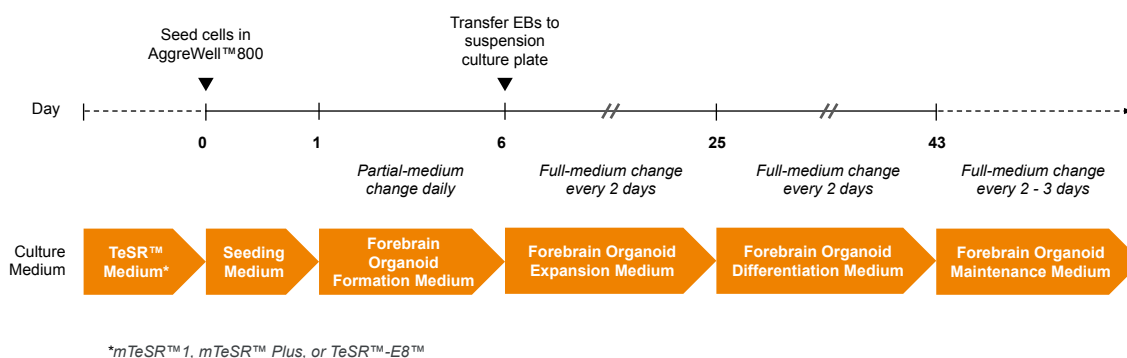 Seed cells in
AggreWell™800
Transfer EBs to
suspension
culture plate
Day
0
1
6
25
43
Partial-medium
change daily
Full-medium change
every 2 days
Full-medium change
every 2 days
Full-medium change
every 2 - 3 days
Culture
Medium
TeSR™
Medium*
Seeding
Medium
Forebrain
Organoid
Formation Medium
Forebrain Organoid
Expansion Medium
Forebrain Organoid
Differentiation Medium
Forebrain Organoid
Maintenance Medium
*mTeSR™1, mTeSR™ Plus, or TeSR™-E8™